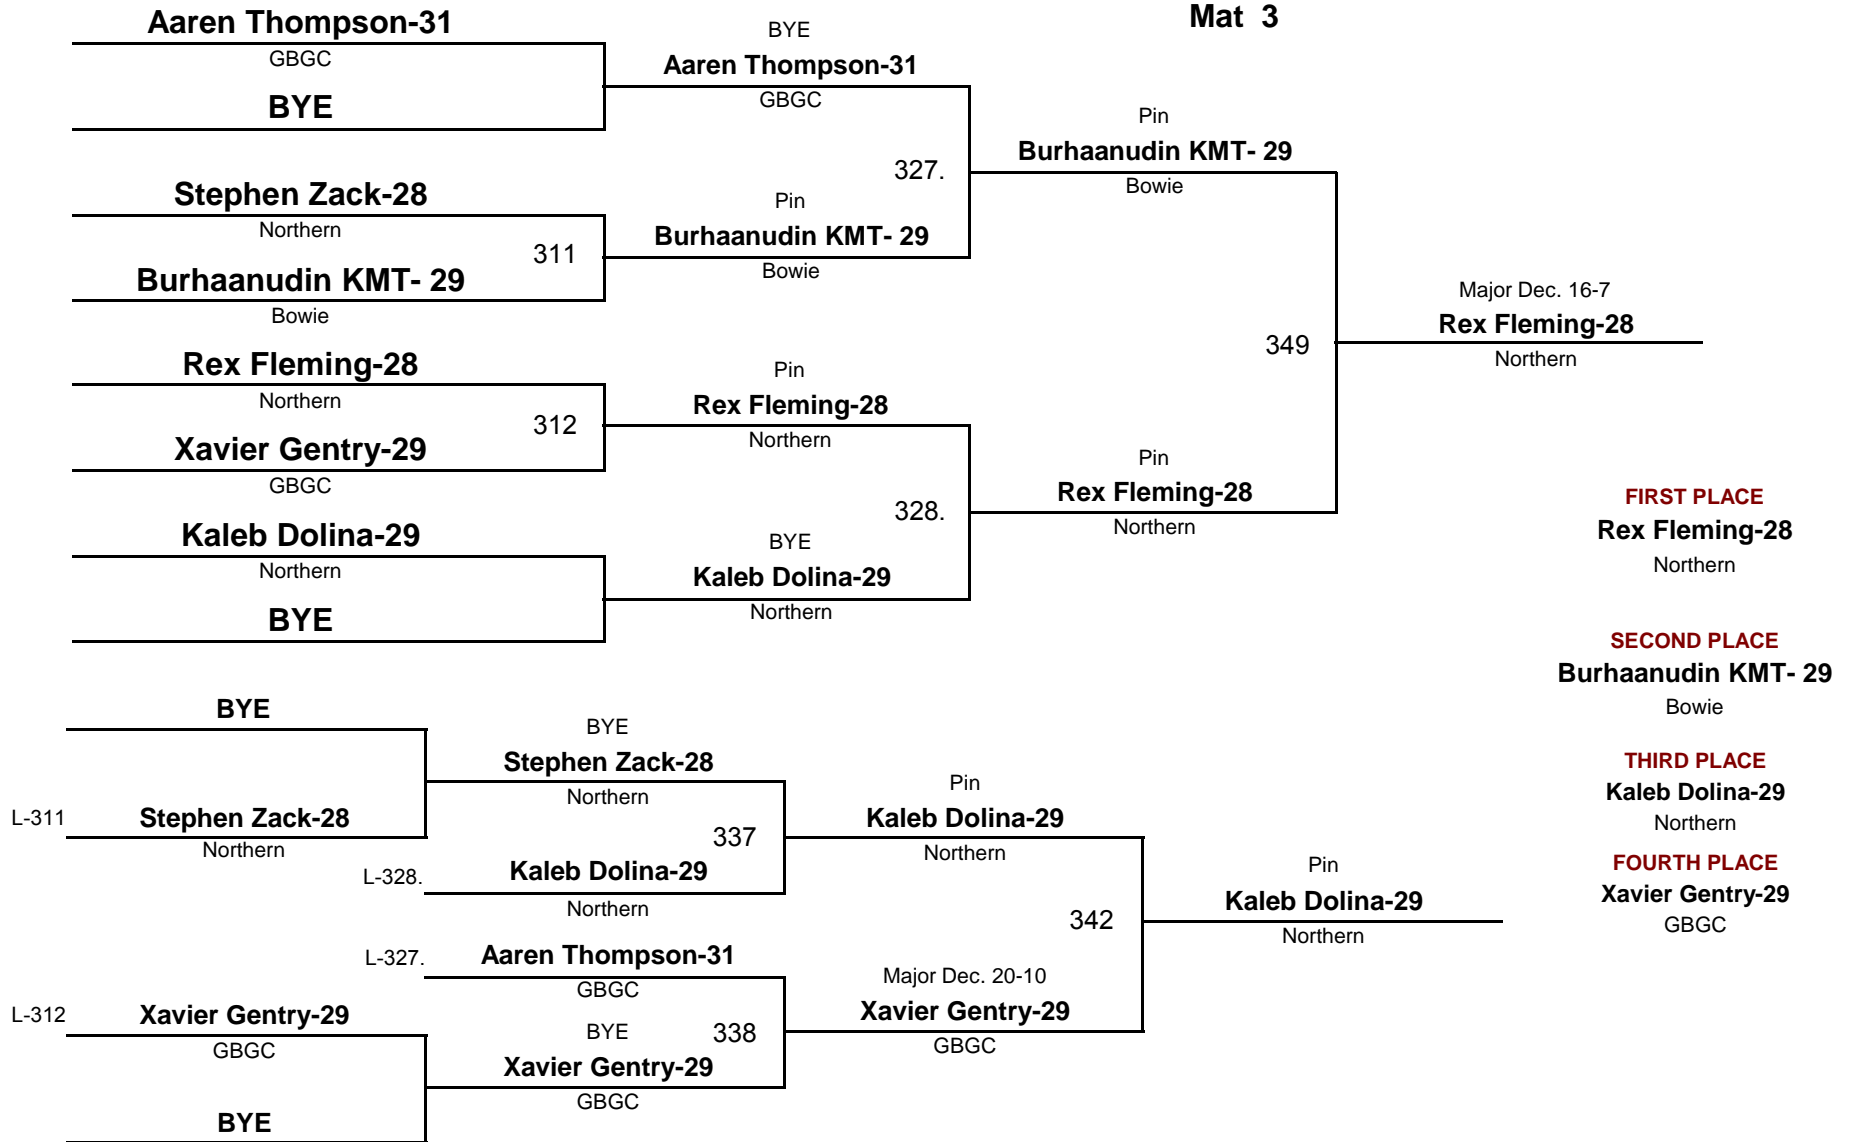 Mat 3
Aaren Thompson-31
GBGC
BYE
Stephen Zack-28
Northern
311
Burhaanudin KMT- 29
Bowie
Rex Fleming-28
Northern
312
Xavier Gentry-29
GBGC
Kaleb Dolina-29
Northern
BYE
BYE
Aaren Thompson-31
GBGC
327.
Pin
Burhaanudin KMT- 29
Bowie
Pin
Rex Fleming-28
Northern
328.
BYE
Kaleb Dolina-29
Northern
Pin
Burhaanudin KMT- 29
Bowie
349
Pin
Rex Fleming-28
Northern
Major Dec. 16-7
Rex Fleming-28
Northern
FIRST PLACE
Rex Fleming-28
Northern
SECOND PLACE
Burhaanudin KMT- 29
Bowie
THIRD PLACE
Kaleb Dolina-29
Northern
FOURTH PLACE
Xavier Gentry-29
GBGC
BYE
L-311 Stephen Zack-28
Northern
L-312 Xavier Gentry-29
GBGC
BYE
BYE
Stephen Zack-28
Northern
337
L-328. Kaleb Dolina-29
Northern
L-327. Aaren Thompson-31
GBGC
BYE 338
Xavier Gentry-29
GBGC
Pin
Kaleb Dolina-29
Northern
342
Major Dec. 20-10
Xavier Gentry-29
GBGC
Pin
Kaleb Dolina-29
Northern